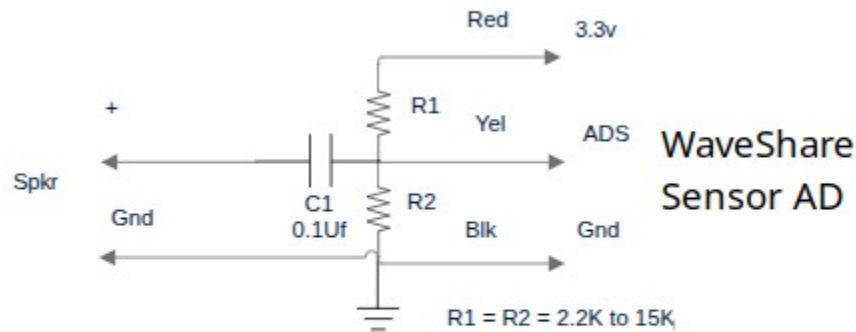 Red
3.3v
+
R1
Yel
ADS
WaveShare
Sensor AD
Spkr
C1
0.1Uf
R2
Gnd
Blk
Gnd
R1 = R2 = 2.2K to 15K